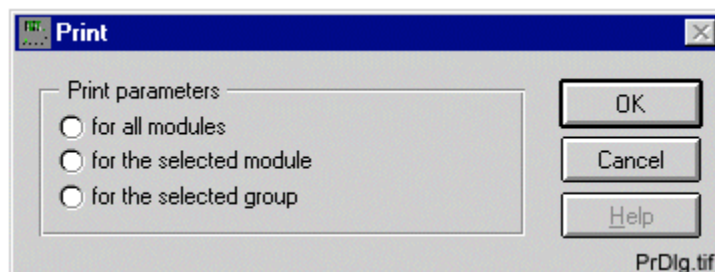 Print
Print parameters
for all modules
for the selected module
for the selected group
OK
Cancel
Help
PrDlg.tif